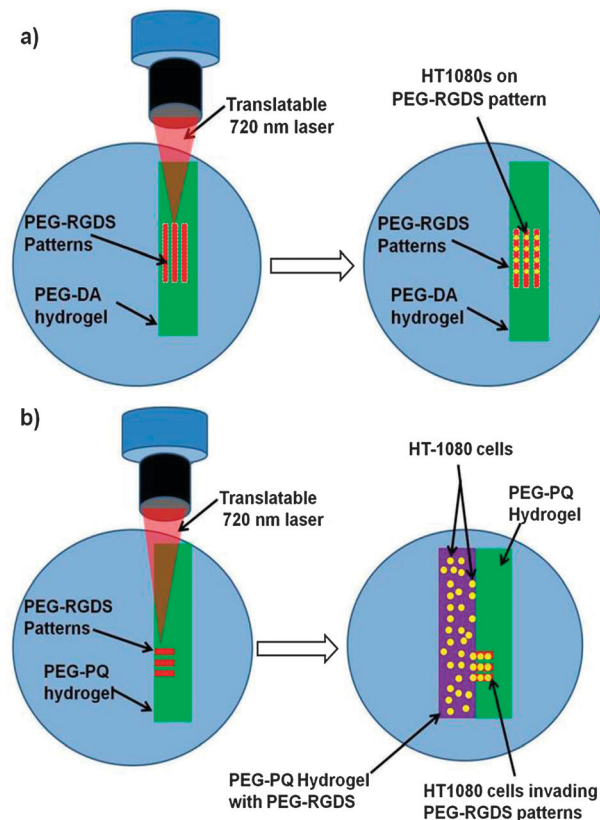 a)
Translatable
720 nm laser
PEG-RGDS
Patterns
PEG-DA
hydrogel
HT1080s on
PEG-RGDS pattern
PEG-RGDS
Patterns
PEG-DA
hydrogel
b)
Translatable
720 nm laser
PEG-RGDS
Patterns
PEG-PQ
hydrogel
HT-1080 cells
PEG-PQ
Hydrogel
PEG-PQ Hydrogel
with PEG-RGDS
HT1080 cells invading
PEG-RGDS patterns